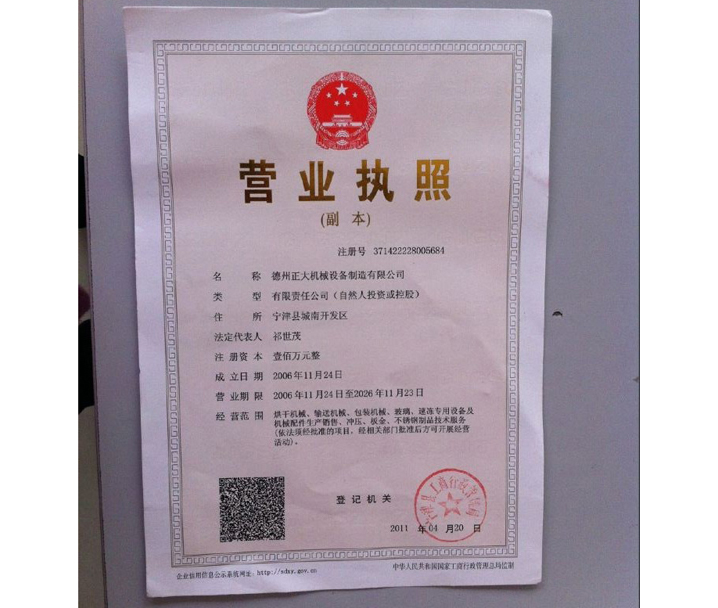 营业执照
(副 本)
注册号 371422228005684
名 称 德州正大机械设备制造有限公司
类 型 有限责任公司(自然人投资或控股)
住 所 宁津县城南开发区
法定代表人 祁世茂
注册资本 壹佰万元整
成立日期 2006年11月24日
营业期限 2006年11月24日至2026年11月23日
经营范围 烘干机械、输送机械、包装机械、玻璃、速冻专用设备及
机械配件生产销售、冲压、板金、不锈钢制品技术服务
(依法须经批准的项目,经相关部门批准后方可开展经营
活动)。
登记机关
2011 年 04 月 20 日
企业信用信息公示系统网址: http://sdxy.gov.cn
中华人民共和国国家工商行政管理总局监制